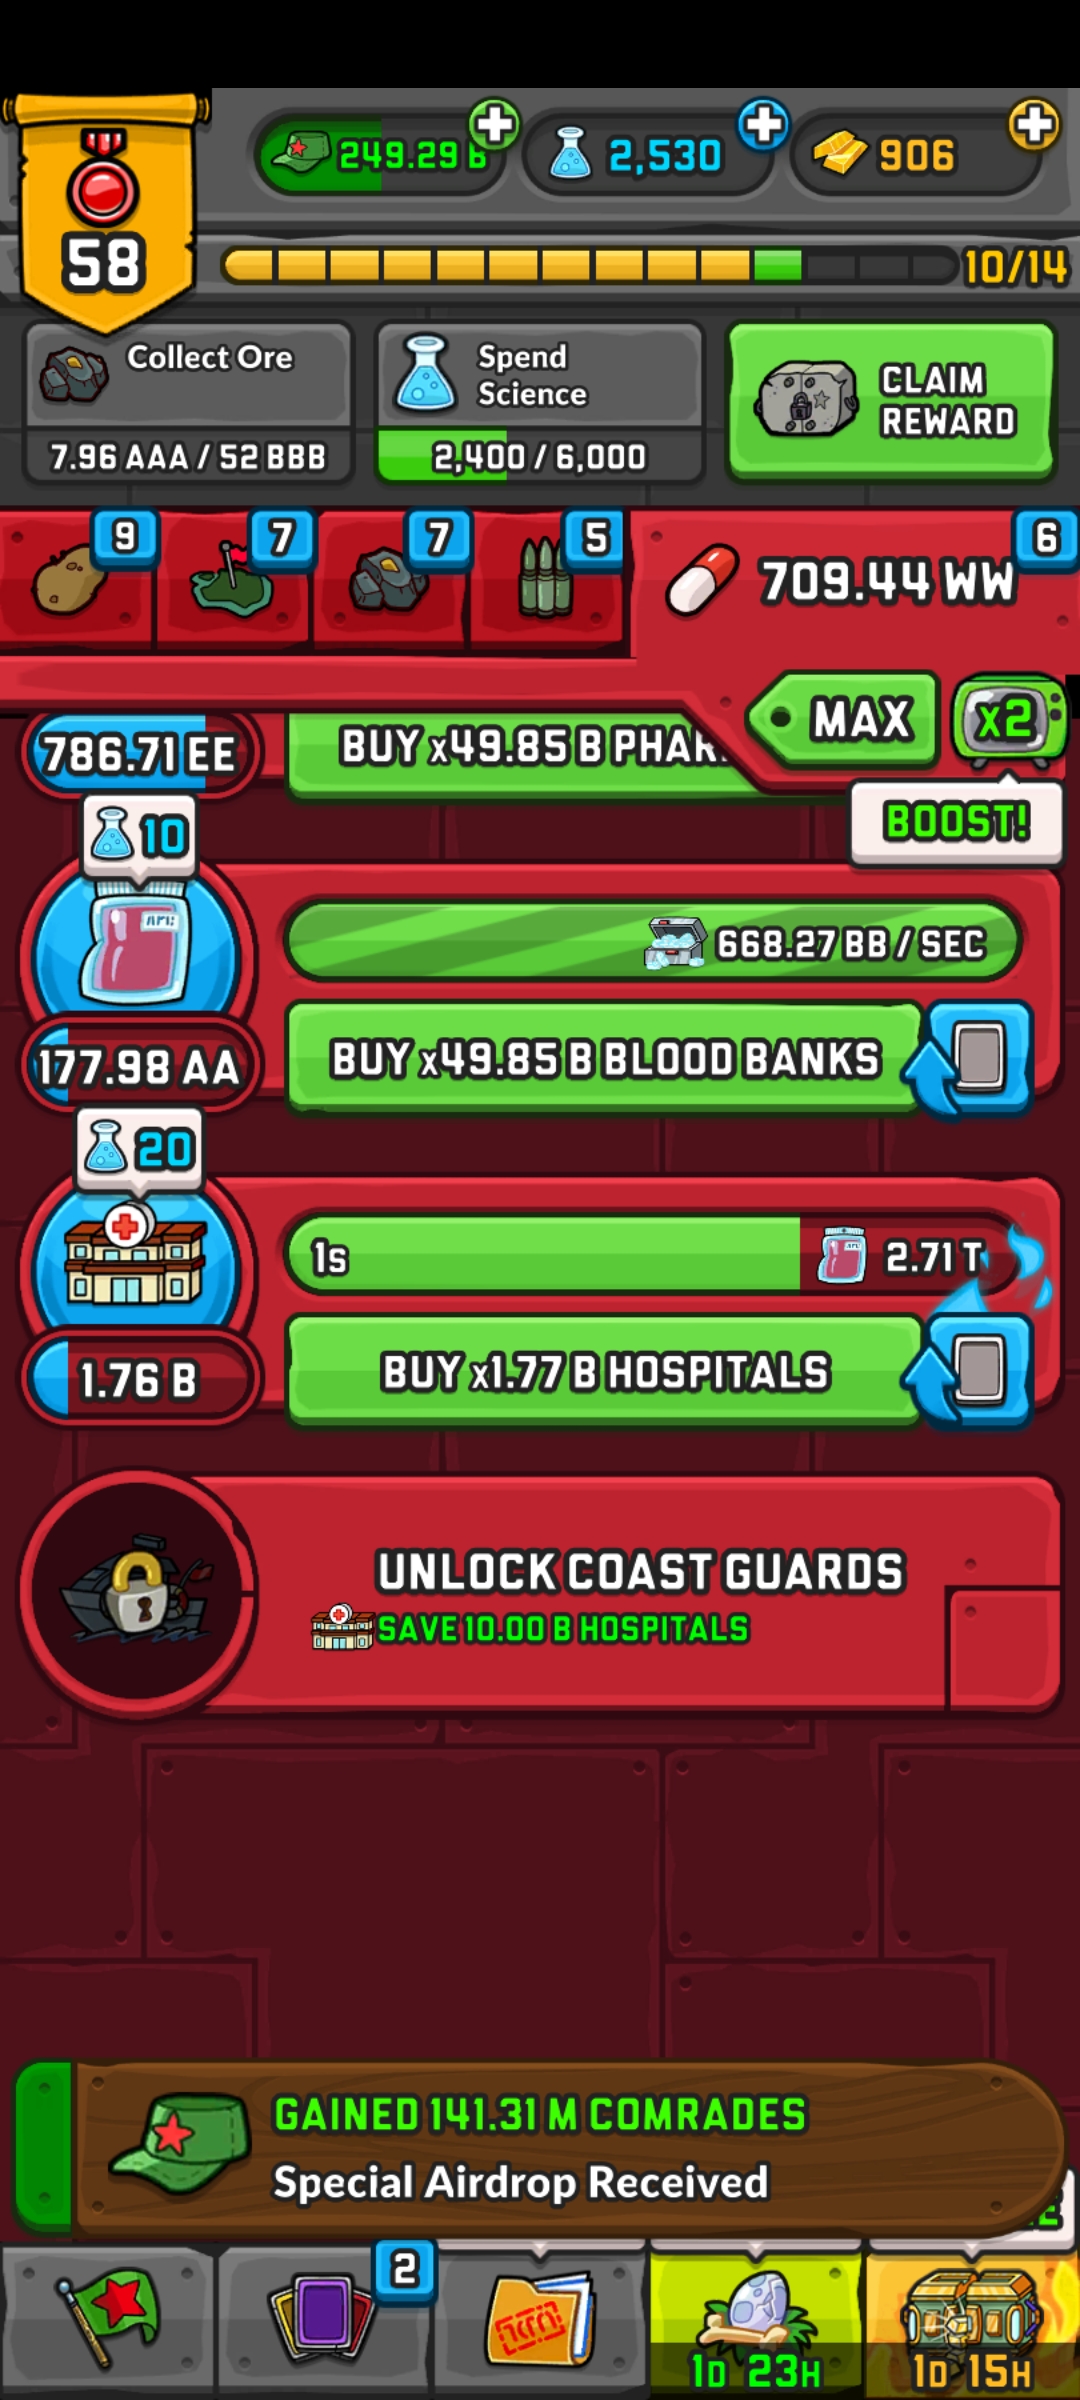 58
249.29 B
2,530
906
10/14
Collect Ore
7.96 AAA / 52 BBB
Spend
Science
2,400 / 6,000
CLAIM
REWARD
9
7
7
5
6
709.44 WW
MAX
x2
BOOST!
786.71 EE
BUY x49.85 B PHAR
10
668.27 BB / SEC
177.98 AA
BUY x49.85 B BLOOD BANKS
20
1s
2.71 T
1.76 B
BUY x1.77 B HOSPITALS
UNLOCK COAST GUARDS
SAVE 10.00 B HOSPITALS
GAINED 141.31 M COMRADES
Special Airdrop Received
2
1D 23H
1D 15H